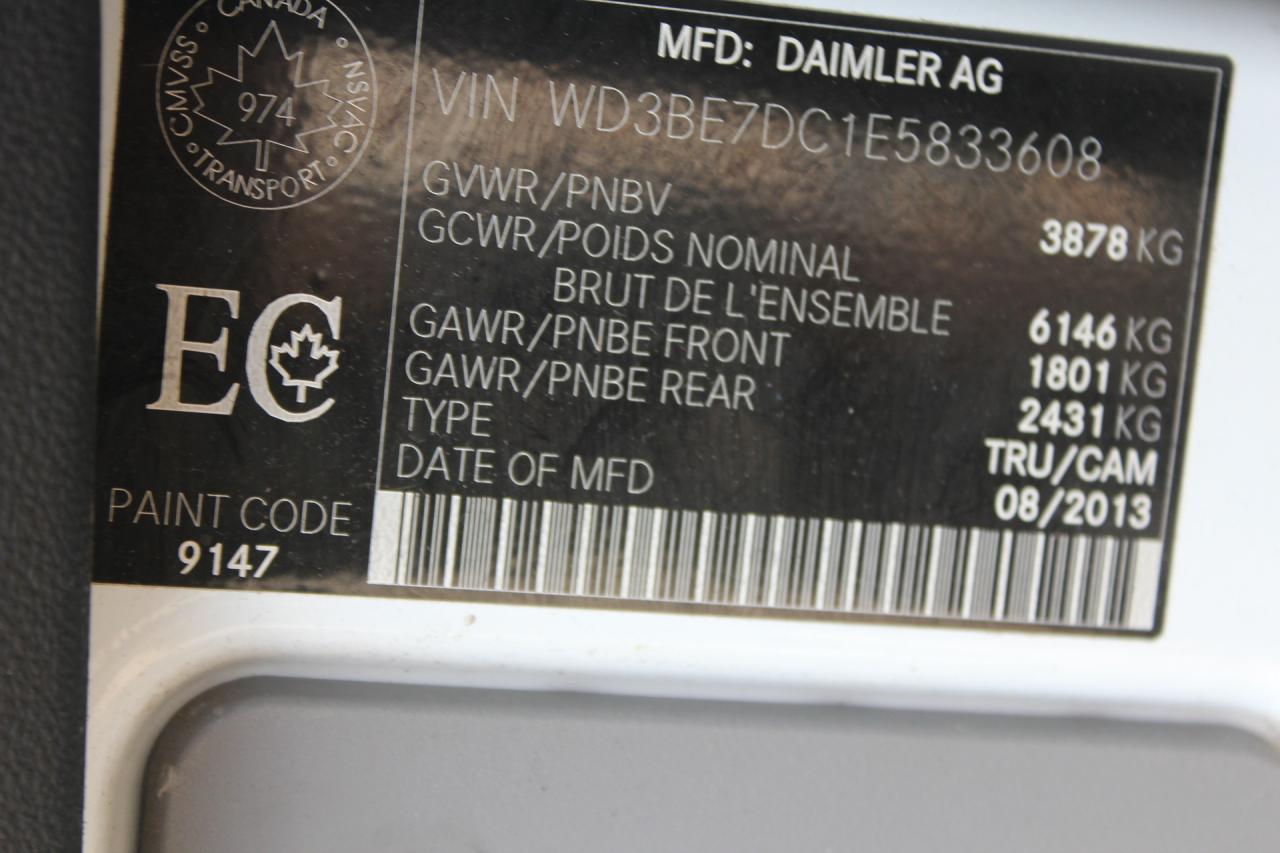 CANADA
CMVSS NSVAC
974
TRANSPORT
MFD: DAIMLER AG
VIN WD3BE7DC1E5833608
GVWR/PNBV 3878 KG
GCWR/POIDS NOMINAL
BRUT DE L'ENSEMBLE 6146 KG
GAWR/PNBE FRONT 1801 KG
GAWR/PNBE REAR 2431 KG
TYPE TRU/CAM
DATE OF MFD 08/2013
EC
PAINT CODE
9147